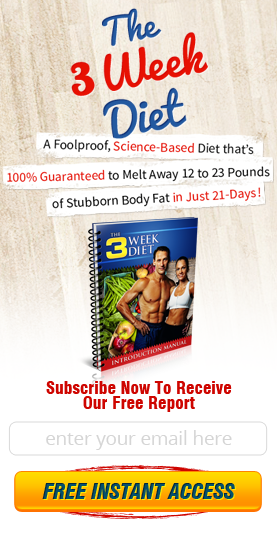 The
3 Week
Diet
A Foolproof, Science-Based Diet that's
100% Guaranteed to Melt Away 12 to 23 Pounds
of Stubborn Body Fat in Just 21-Days!
THE
3 WEEK
DIET
INTRODUCTION MANUAL
Subscribe Now To Receive
Our Free Report
enter your email here
FREE INSTANT ACCESS